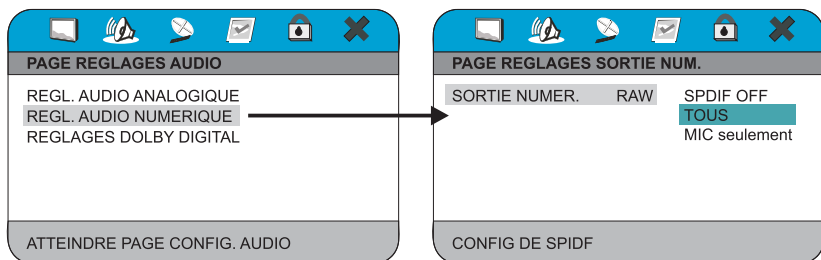 PAGE REGLAGES AUDIO
REGL. AUDIO ANALOGIQUE
REGL. AUDIO NUMERIQUE
REGLAGES DOLBY DIGITAL
ATTEINDRE PAGE CONFIG. AUDIO
PAGE REGLAGES SORTIE NUM.
SORTIE NUMER. RAW SPDIF OFF
TOUS
MIC seulement
CONFIG DE SPIDF